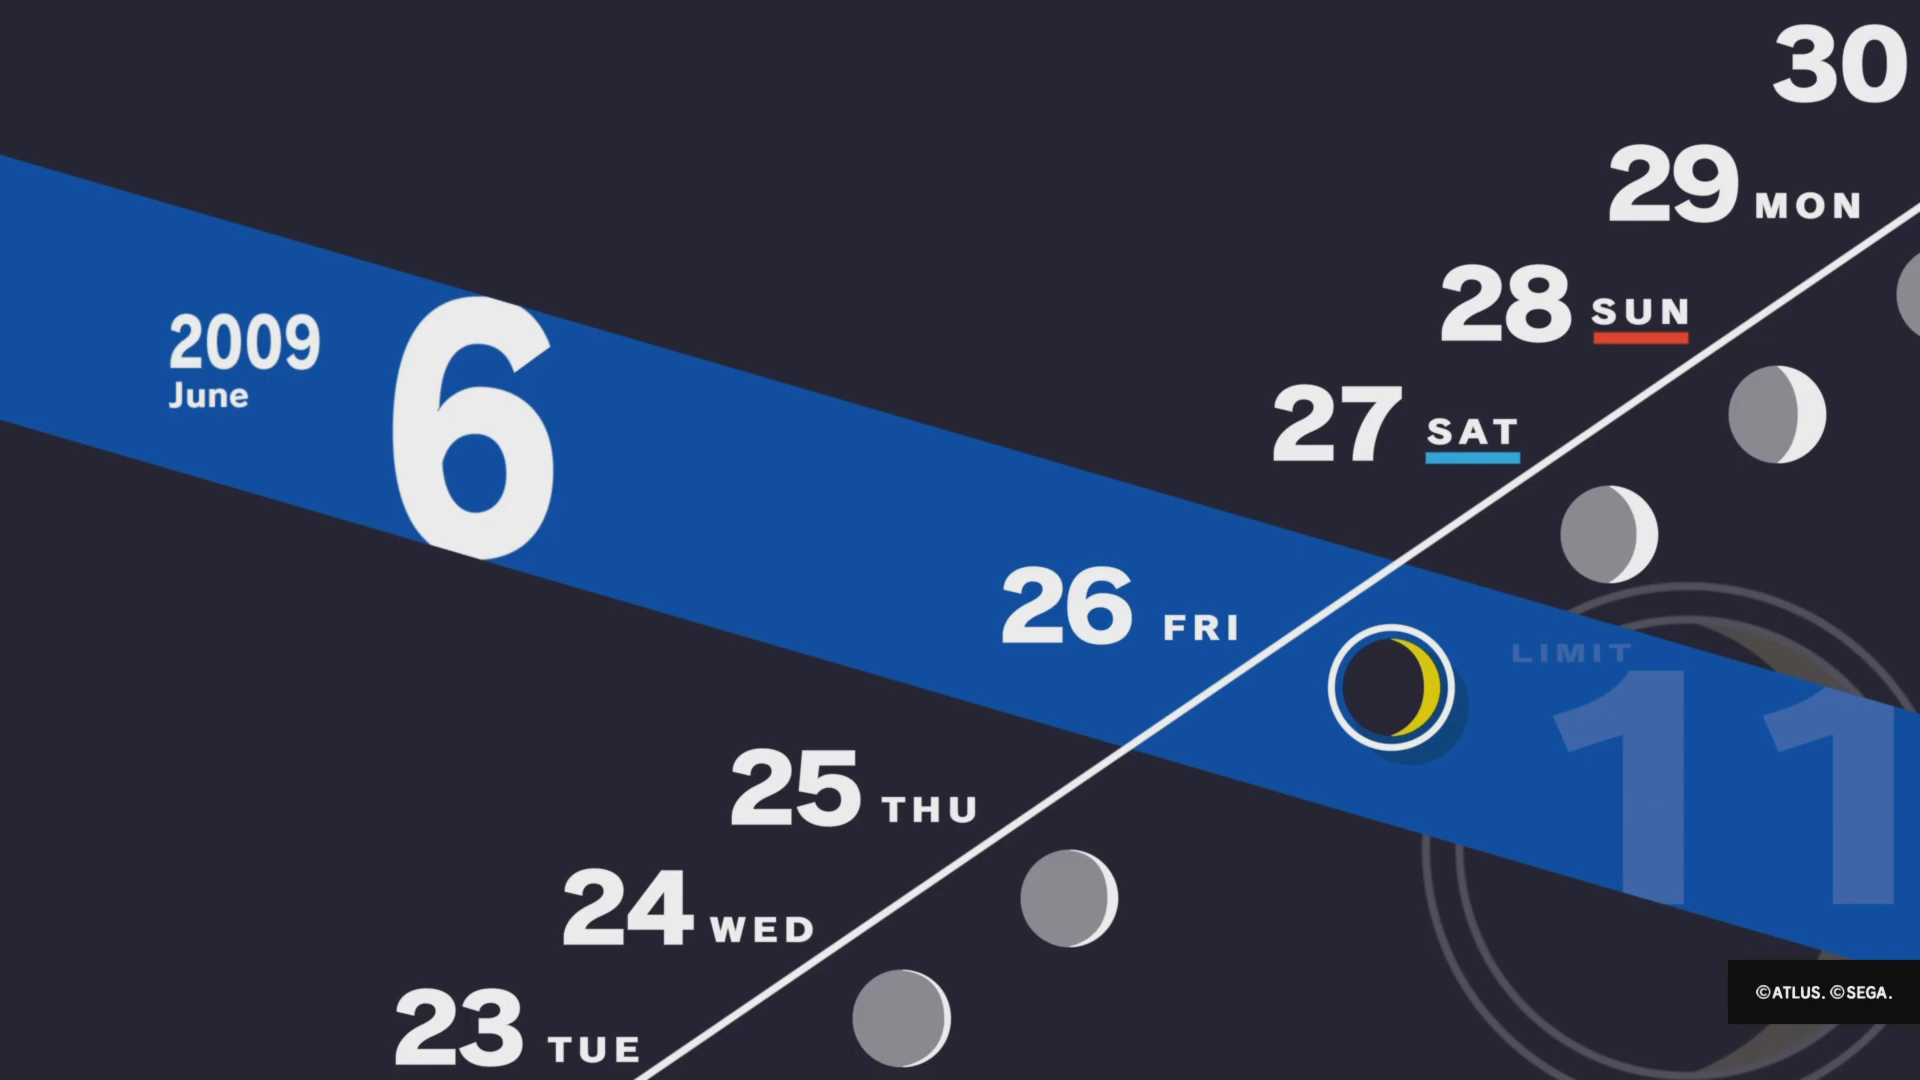 30
29 MON
28 SUN
27 SAT
2009
June
6
26 FRI
LIMIT
11
25 THU
24 WED
23 TUE
©ATLUS. ©SEGA.